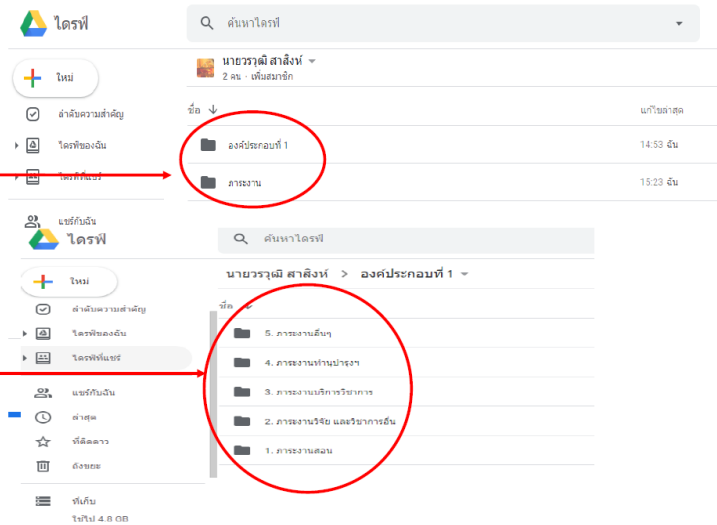 ไดรฟ์
ค้นหาไดรฟ์
ใหม่
นายวรวุฒิ สาสิงห์
2 คน · เพิ่มสมาชิก
ลำดับความสำคัญ
ชื่อ
แก้ไขล่าสุด
ไดรฟ์ของฉัน
องค์ประกอบที่ 1
14:53 ฉัน
ไดรฟ์ที่แชร์
ภาระงาน
15:23 ฉัน
แชร์กับฉัน
ไดรฟ์
ค้นหาไดรฟ์
ใหม่
นายวรวุฒิ สาสิงห์ > องค์ประกอบที่ 1
ลำดับความสำคัญ
ชื่อ
ไดรฟ์ของฉัน
5. ภาระงานอื่นๆ
ไดรฟ์ที่แชร์
4. ภาระงานทำนุบำรุงฯ
แชร์กับฉัน
3. ภาระงานบริการวิชาการ
ล่าสุด
2. ภาระงานวิจัย และวิชาการอื่น
ที่ติดดาว
1. ภาระงานสอน
ถังขยะ
ที่เก็บ
ใช้ไป 4.8 GB